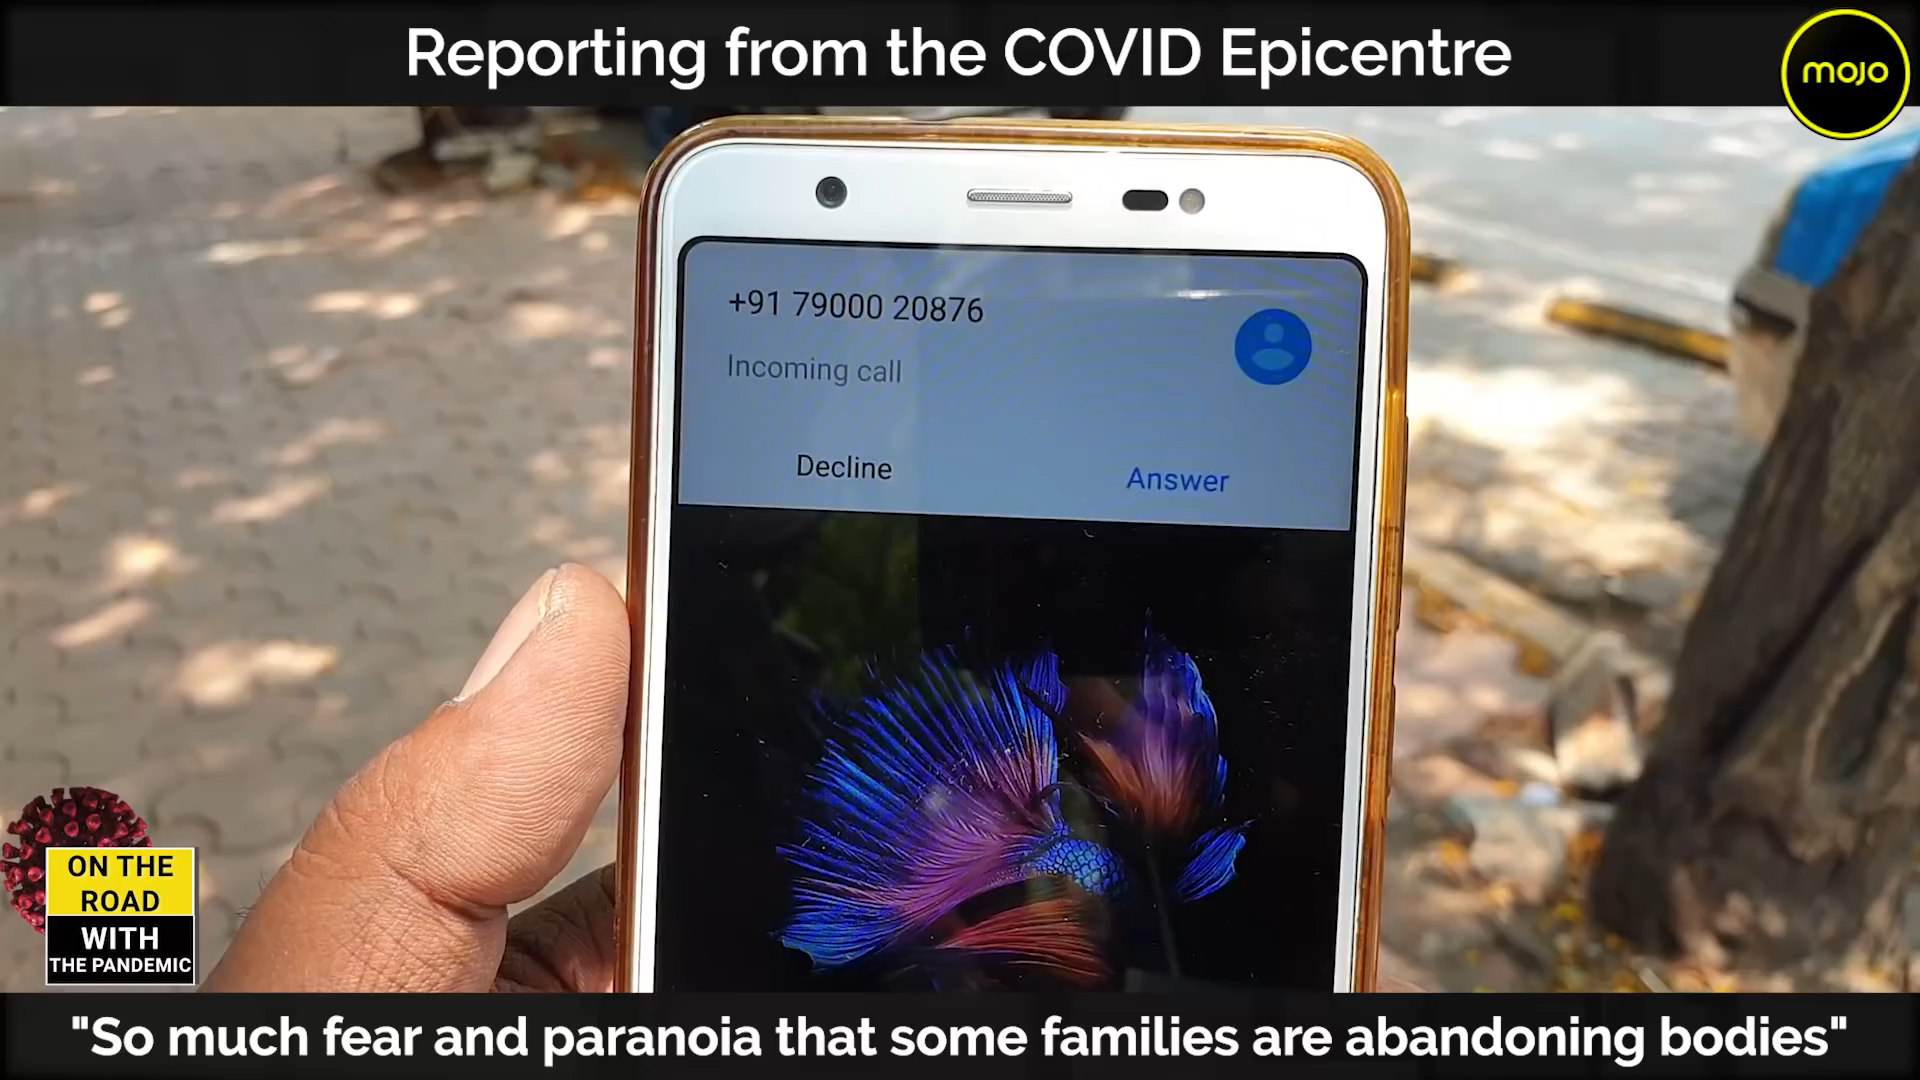 Reporting from the COVID Epicentre
mojo
+91 79000 20876
Incoming call
Decline
Answer
ON THE
ROAD
WITH
THE PANDEMIC
"So much fear and paranoia that some families are abandoning bodies"